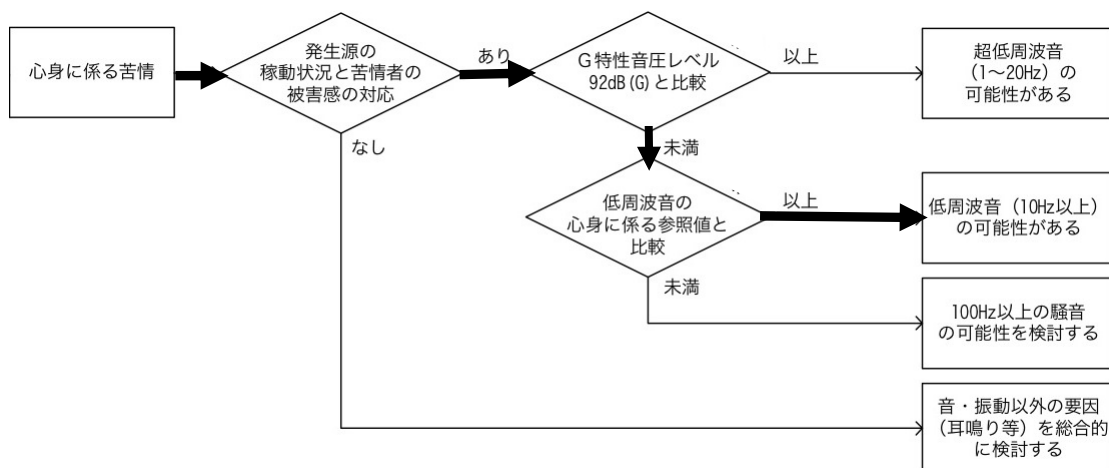 心身に係る苦情
発生源の
稼動状況と苦情者の
被害感の対応
あり
なし
G特性音圧レベル
92dB(G)と比較
以上
未満
超低周波音
(1〜20Hz)の
可能性がある
低周波音の
心身に係る参照値と
比較
以上
未満
低周波音(10Hz以上)
の可能性がある
100Hz以上の騒音
の可能性を検討する
音・振動以外の要因
(耳鳴り等)を総合的
に検討する